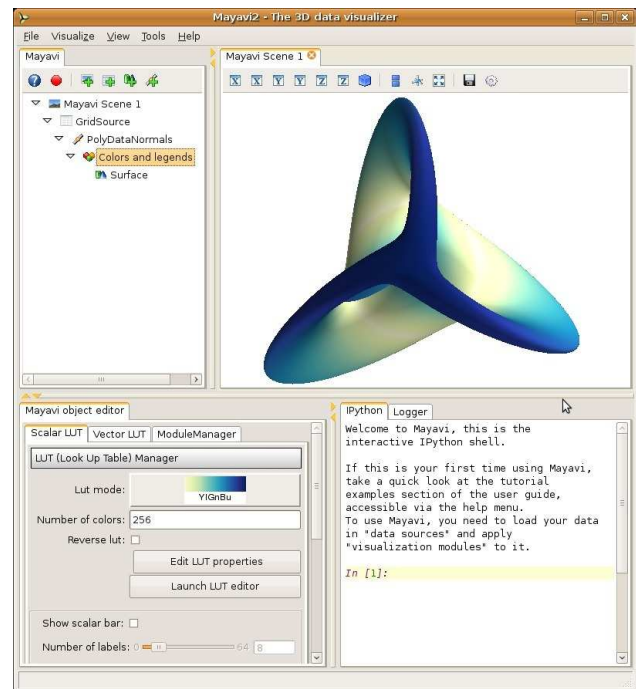 Mayavi2 - The 3D data visualizer
File Visualize View Tools Help
Mayavi
Mayavi Scene 1
X X Y Y Z Z
Mayavi Scene 1
GridSource
PolyDataNormals
Colors and legends
Surface
Mayavi object editor
Scalar LUT Vector LUT ModuleManager
LUT (Look Up Table) Manager
Lut mode:
YlGnBu
Number of colors: 256
Reverse lut:
Edit LUT properties
Launch LUT editor
Show scalar bar:
Number of labels: 0 64 8
IPython Logger
Welcome to Mayavi, this is the
interactive IPython shell.
If this is your first time using Mayavi,
take a quick look at the tutorial
examples section of the user guide,
accessible via the help menu.
To use Mayavi, you need to load your data
in "data sources" and apply
"visualization modules" to it.
In [1]: